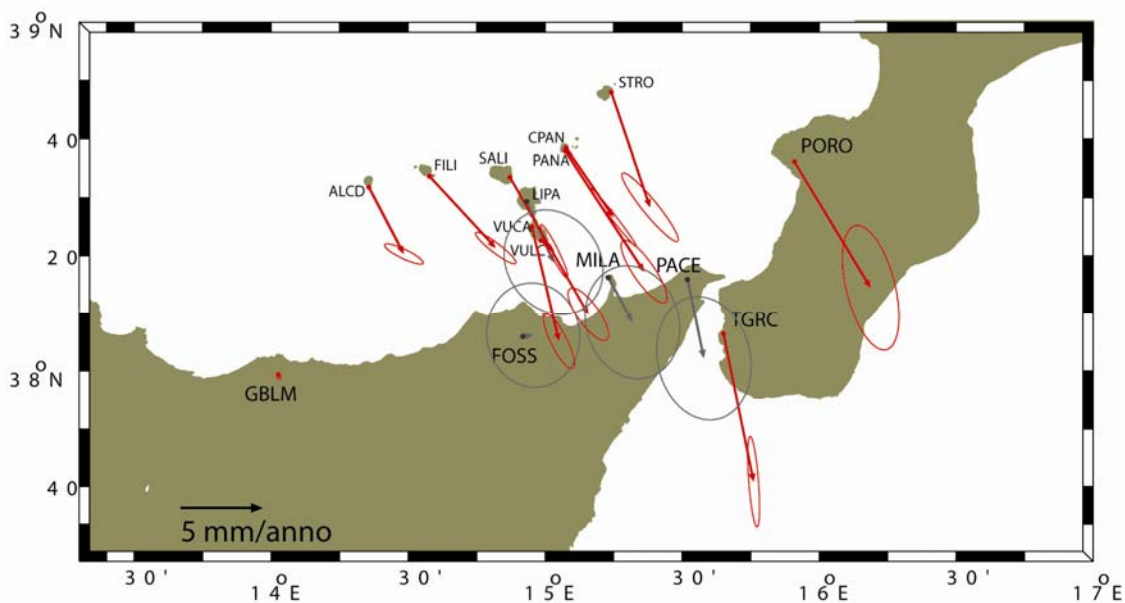 39°N
STRO
40
CPAN
PORO
SALI
PANA
FILI
ALCD
LIPA
VUCA
20
VULC
MILA
PACE
TGRC
FOSS
38°N
GBLM
40
5 mm/anno
30' 14°E 30' 15°E 30' 16°E 30' 17°E